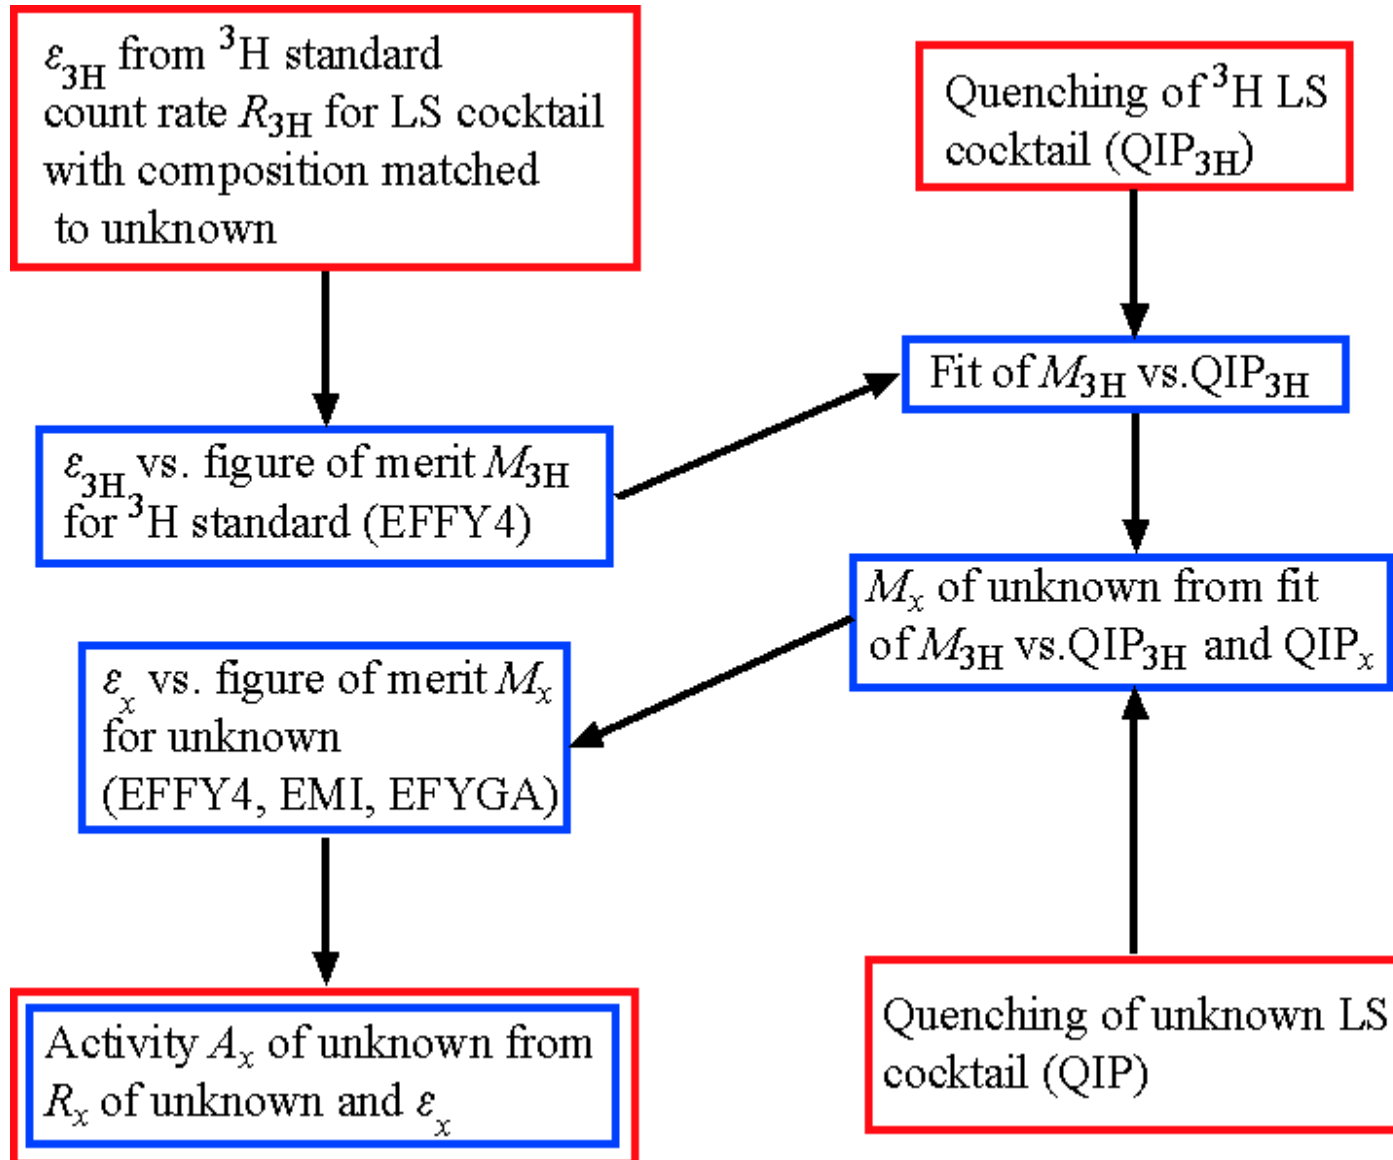 ε3H from 3H standard
count rate R3H for LS cocktail
with composition matched
to unknown
Quenching of 3H LS
cocktail (QIP3H)
Fit of M3H vs.QIP3H
ε3H vs. figure of merit M3H
for 3H standard (EFFY4)
Mx of unknown from fit
of M3H vs.QIP3H and QIPx
εx vs. figure of merit Mx
for unknown
(EFFY4, EMI, EFYGA)
Quenching of unknown LS
cocktail (QIP)
Activity Ax of unknown from
Rx of unknown and εx